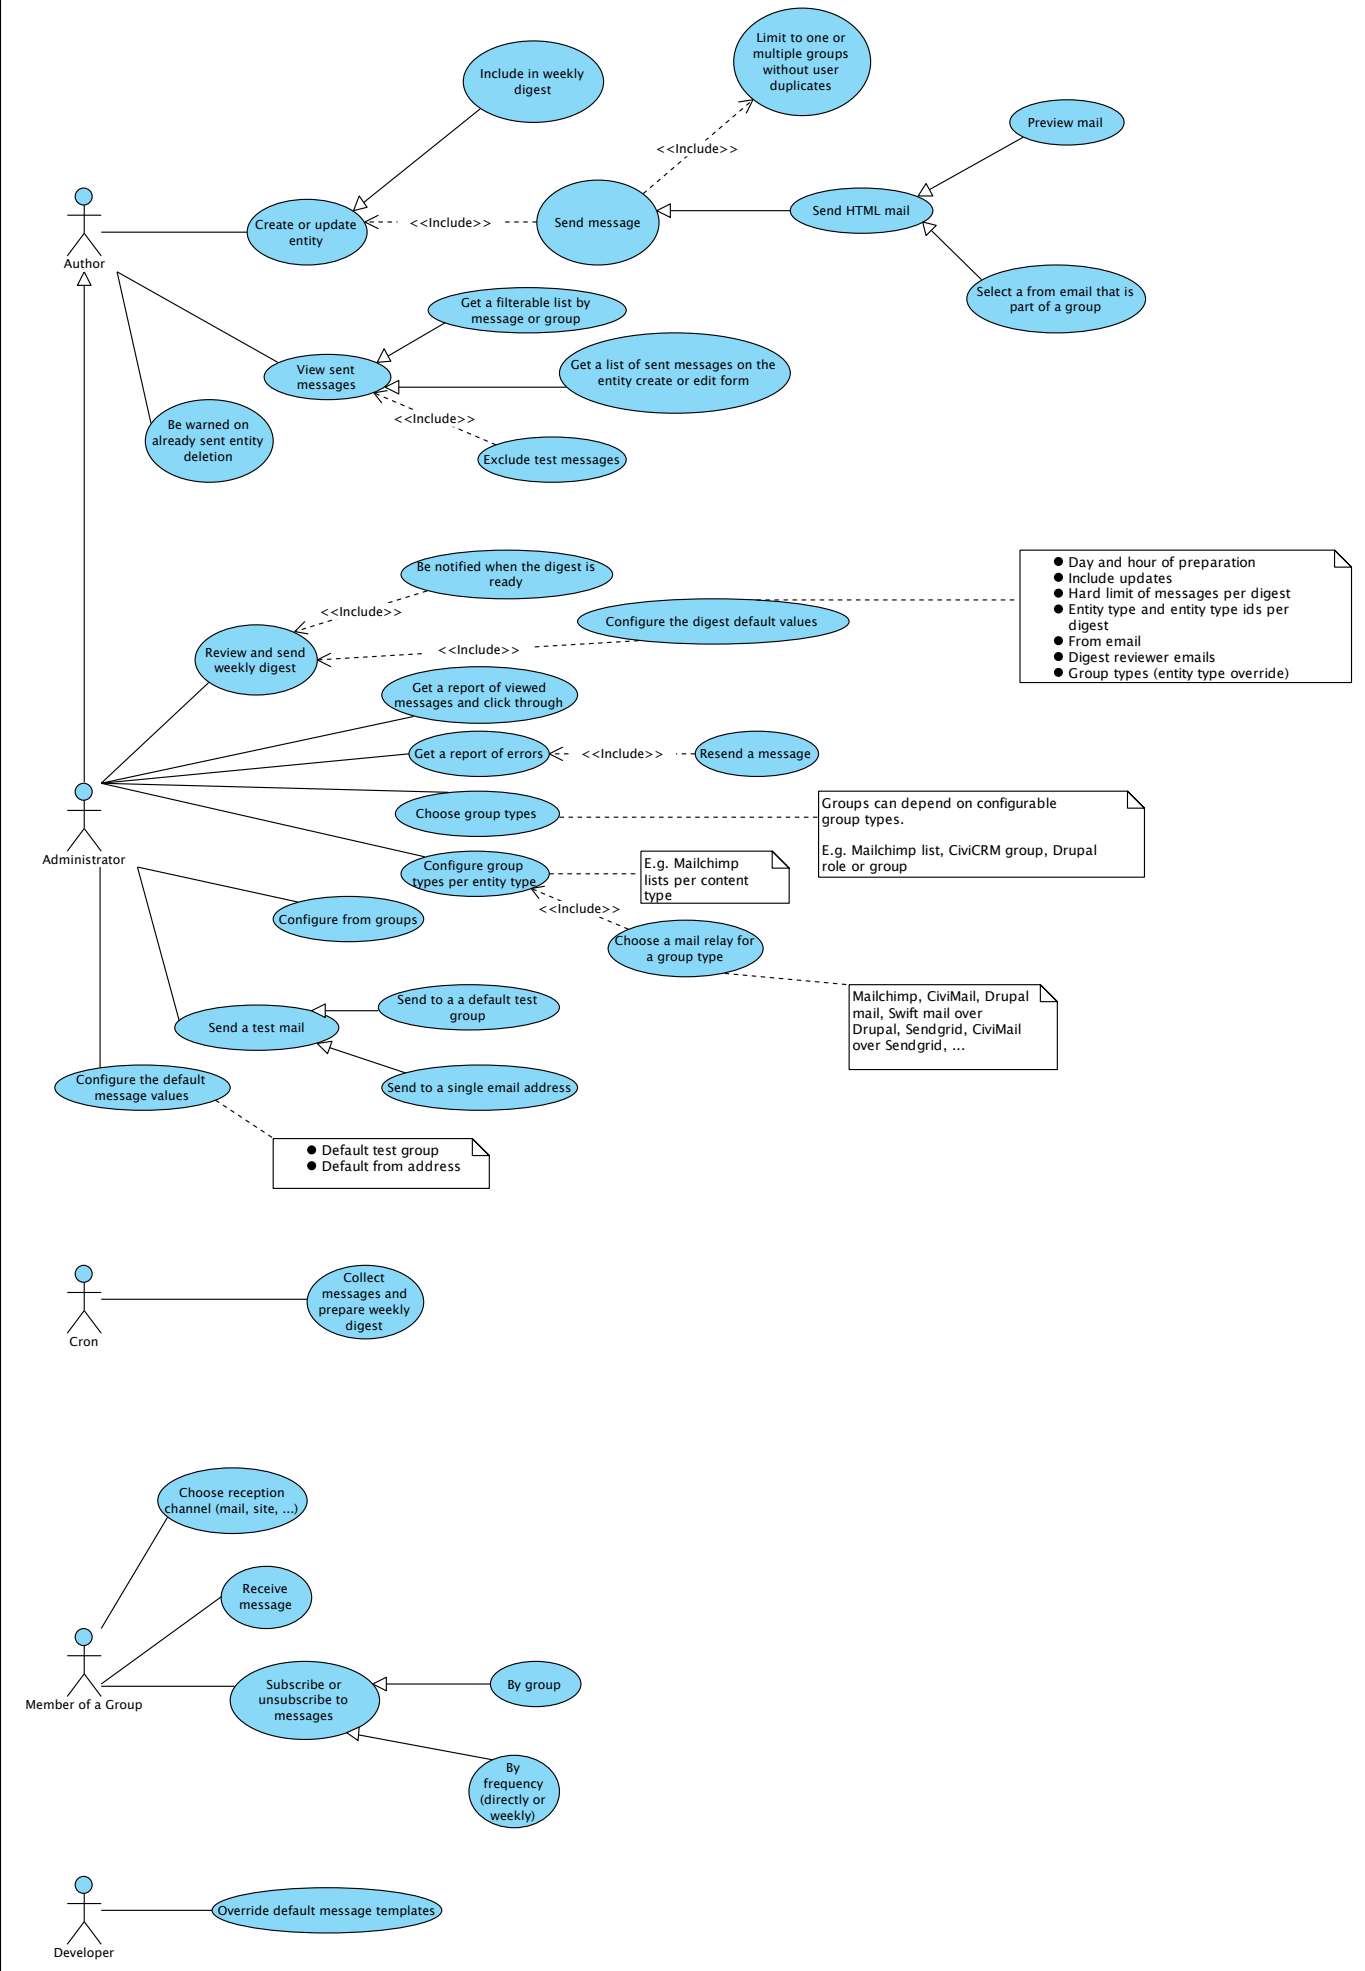 Limit to one or
multiple groups
without user
duplicates
Include in weekly
digest
Preview mail
<<Include>>
Send HTML mail
Send message
<<Include>>
Create or update
entity
Author
Select a from email that is
part of a group
Get a filterable list by
message or group
View sent
messages
Get a list of sent messages on the
entity create or edit form
<<Include>>
Be warned on
already sent entity
deletion
Exclude test messages
Be notified when the digest is
ready
<<Include>>
Configure the digest default values
● Day and hour of preparation
● Include updates
● Hard limit of messages per digest
● Entity type and entity type ids per
digest
● From email
● Digest reviewer emails
● Group types (entity type override)
Review and send
weekly digest
<<Include>>
Get a report of viewed
messages and click through
Get a report of errors
<<Include>>
Resend a message
Choose group types
Groups can depend on configurable
group types.
E.g. Mailchimp list, CiviCRM group, Drupal
role or group
Administrator
Configure group
types per entity type
E.g. Mailchimp
lists per content
type
<<Include>>
Configure from groups
Choose a mail relay for
a group type
Mailchimp, CiviMail, Drupal
mail, Swift mail over
Drupal, Sendgrid, CiviMail
over Sendgrid, ...
Send to a a default test
group
Send a test mail
Send to a single email address
Configure the default
message values
● Default test group
● Default from address
Collect
messages and
prepare weekly
digest
Cron
Choose reception
channel (mail, site, ...)
Receive
message
Member of a Group
Subscribe or
unsubscribe to
messages
By group
By
frequency
(directly or
weekly)
Override default message templates
Developer